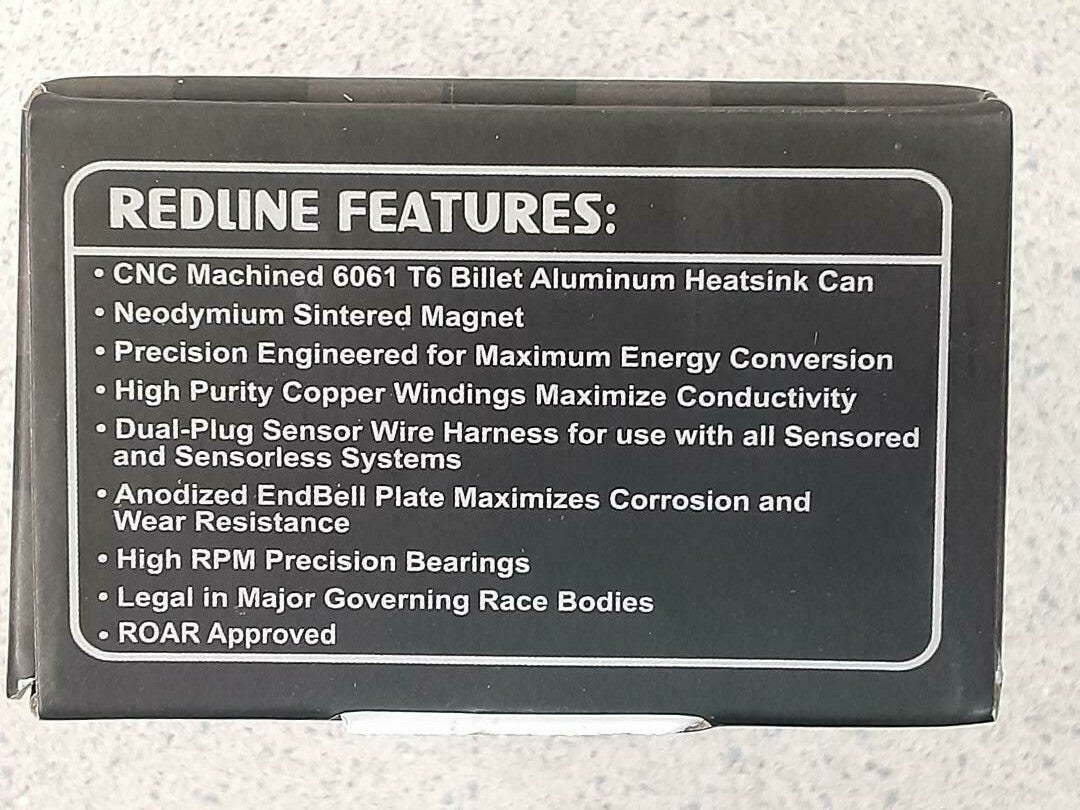 REDLINE FEATURES:
• CNC Machined 6061 T6 Billet Aluminum Heatsink Can
• Neodymium Sintered Magnet
• Precision Engineered for Maximum Energy Conversion
• High Purity Copper Windings Maximize Conductivity
• Dual-Plug Sensor Wire Harness for use with all Sensored
and Sensorless Systems
• Anodized EndBell Plate Maximizes Corrosion and
Wear Resistance
• High RPM Precision Bearings
• Legal in Major Governing Race Bodies
• ROAR Approved